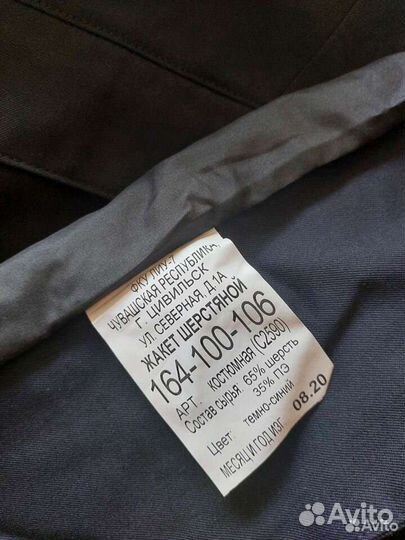 ФКУ ЛИУ-7
ЧУВАШСКАЯ РЕСПУБЛИКА,
Г. ЦИВИЛЬСК
УЛ. СЕВЕРНАЯ, Д.1А
ЖАКЕТ ШЕРСТЯНОЙ
164-100-106
АРТ. костюмная (С2590)
Состав сырья: 65% шерсть
35% ПЭ
Цвет: темно-синий
МЕСЯЦ И ГОД ИЗГ. 08.20
Avito
Avito